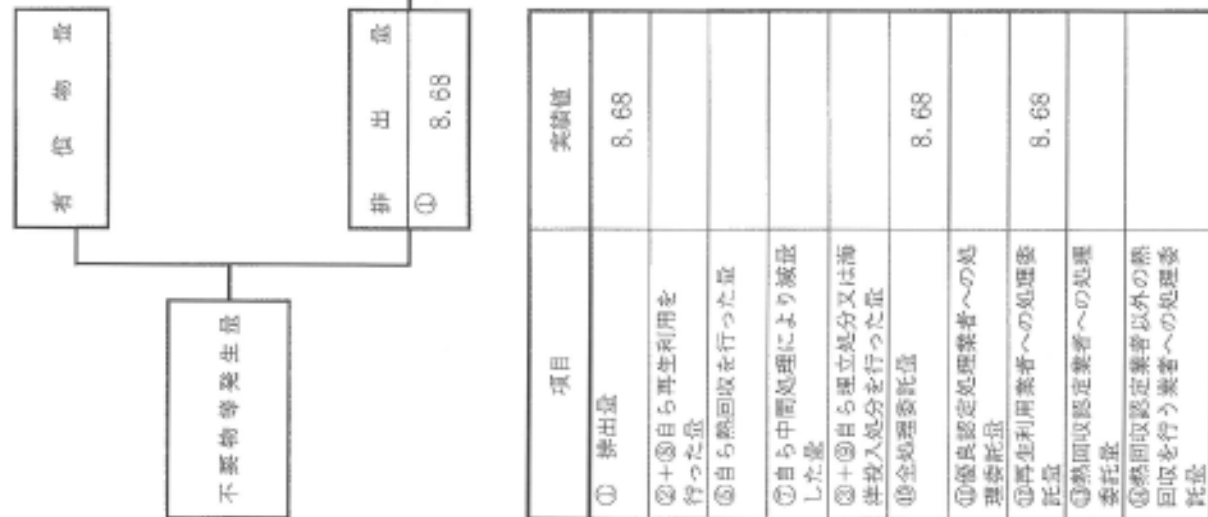 不要物等発生量
有償物量
排出量
① 8.68
項目 実績値
① 排出量 8.68
②+⑧自ら再生利用を
行った量
⑤自ら熱回収を行った量
⑦自ら中間処理により減量
した量
③+⑨自ら埋立処分又は海
洋投入処分を行った量
⑩全処理委託量 8.68
⑪優良認定処理業者への処
理委託量
⑫再生利用業者への処理委
託量 8.68
⑬熱回収認定業者への処理
委託量
⑭熱回収認定業者以外の熱
回収を行う業者への処理委
託量